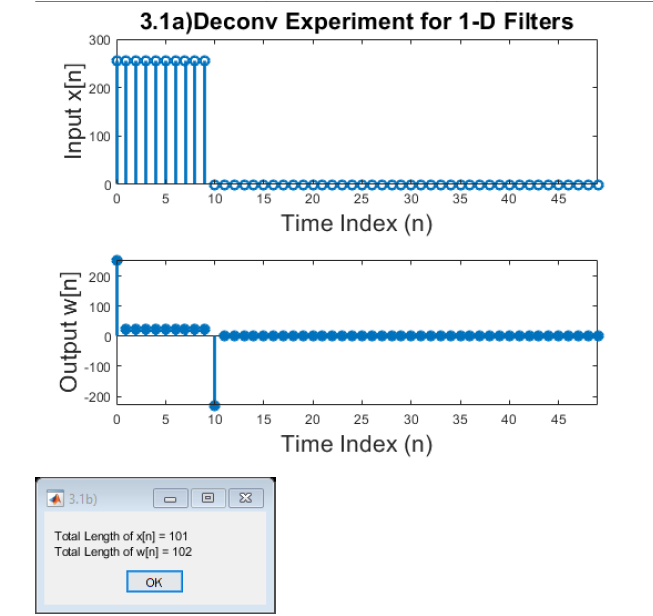 3.1a)Deconv Experiment for 1-D Filters
300
200
100
0
Input x[n]
0 5 10 15 20 25 30 35 40 45
Time Index (n)
200
100
0
-100
-200
Output w[n]
0 5 10 15 20 25 30 35 40 45
Time Index (n)
3.1b)
Total Length of x[n] = 101
Total Length of w[n] = 102
OK